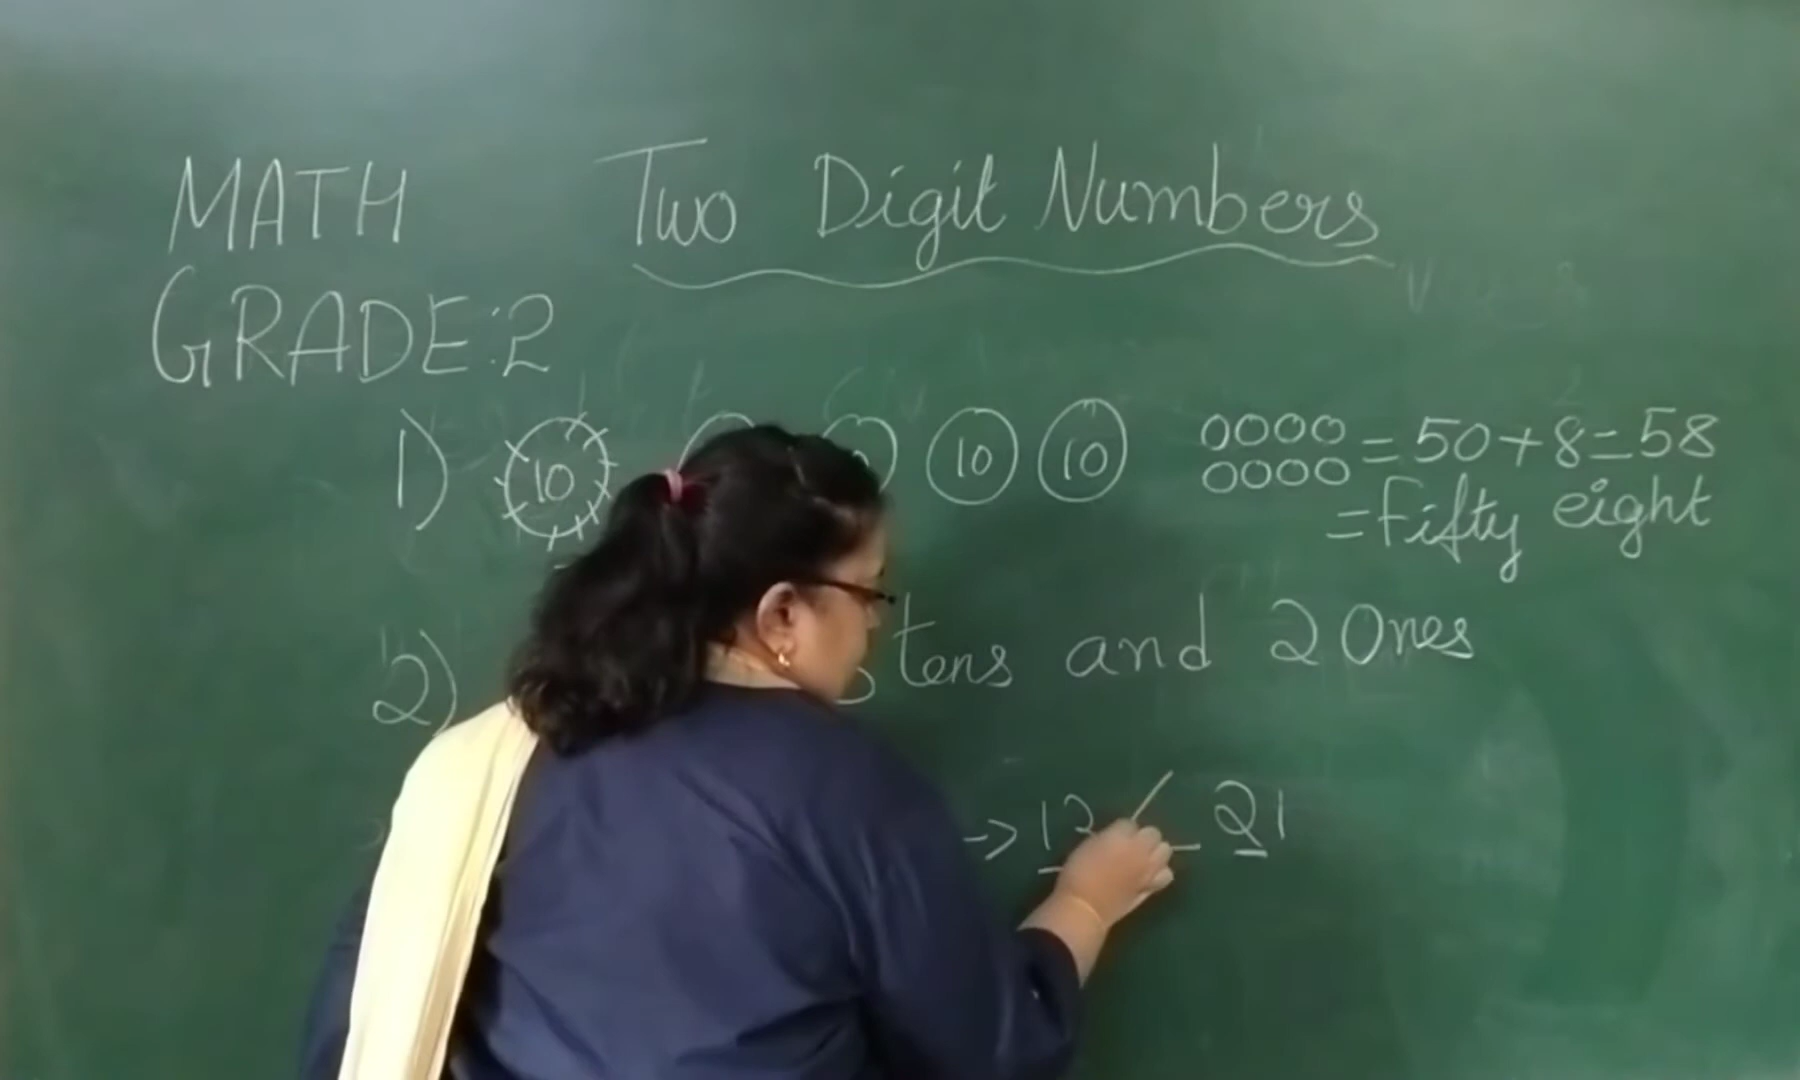 MATH Two Digit Numbers
GRADE:2
1) 10 10 10 0000 = 50+8=58
0000 = Fifty eight
2) tens and 2 Ones
-> 12 21